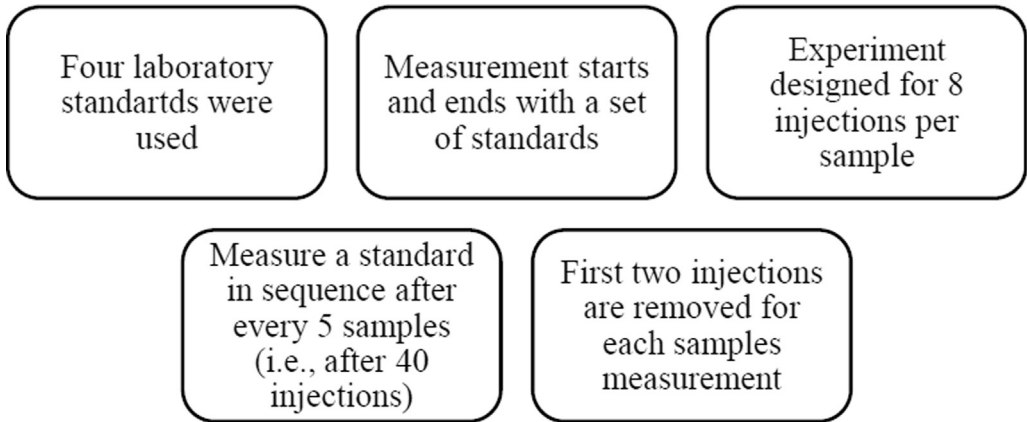 Four laboratory
standartds were
used
Measurement starts
and ends with a set
of standards
Experiment
designed for 8
injections per
sample
Measure a standard
in sequence after
every 5 samples
(i.e., after 40
injections)
First two injections
are removed for
each samples
measurement